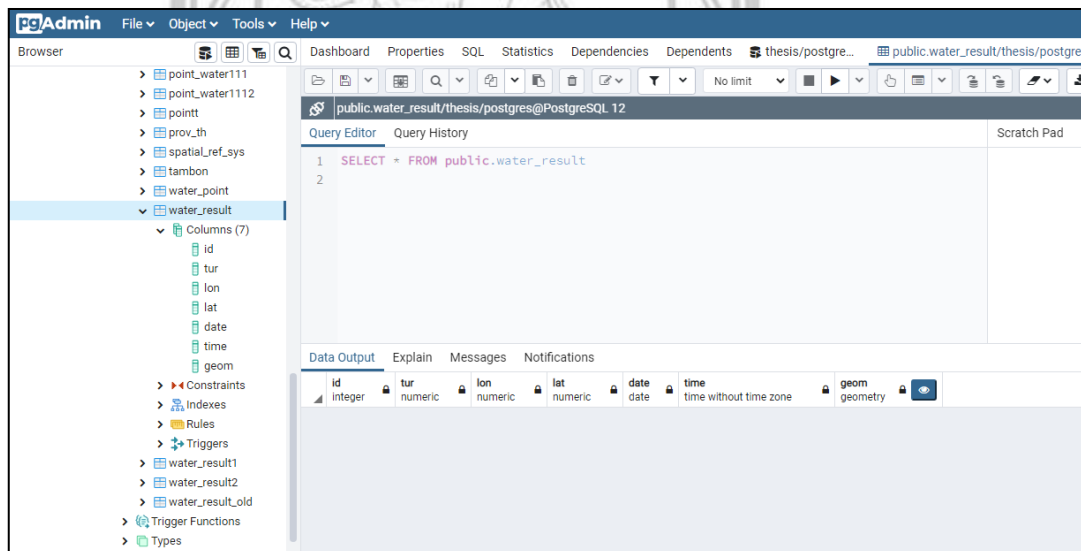 pgAdmin File Object Tools Help
Browser
Dashboard Properties SQL Statistics Dependencies Dependents thesis/postgre... public.water_result/thesis/postgre
point_water111
point_water1112
pointt
prov_th
spatial_ref_sys
tambon
water_point
water_result
Columns (7)
id
tur
lon
lat
date
time
geom
Constraints
Indexes
Rules
Triggers
water_result1
water_result2
water_result_old
Trigger Functions
Types
No limit
public.water_result/thesis/postgres@PostgreSQL 12
Query Editor Query History
Scratch Pad
1 SELECT * FROM public.water_result
2
Data Output Explain Messages Notifications
id tur lon lat date time geom
integer numeric numeric numeric date time without time zone geometry